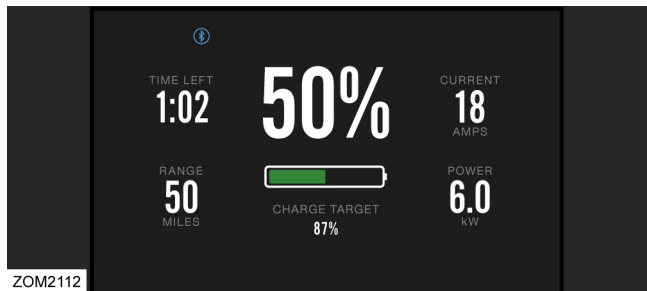 TIME LEFT
1:02
50%
CURRENT
18
AMPS
RANGE
50
MILES
CHARGE TARGET
87%
POWER
6.0
kW
ZOM2112